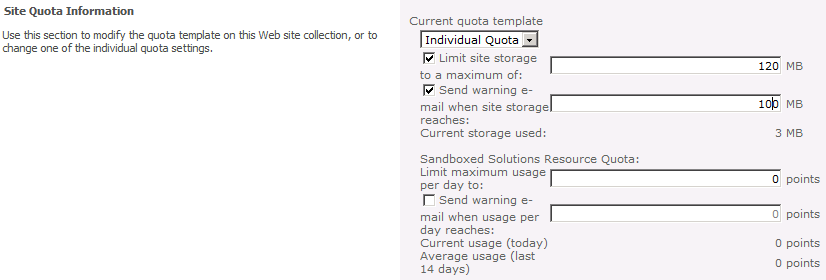 Site Quota Information
Use this section to modify the quota template on this Web site collection, or to
change one of the individual quota settings.
Current quota template
Individual Quota
Limit site storage
to a maximum of:
120 MB
Send warning e-
mail when site storage
reaches:
100 MB
Current storage used: 3 MB
Sandboxed Solutions Resource Quota:
Limit maximum usage
per day to:
0 points
Send warning e-
mail when usage per
day reaches:
0 points
Current usage (today) 0 points
Average usage (last
14 days)
0 points